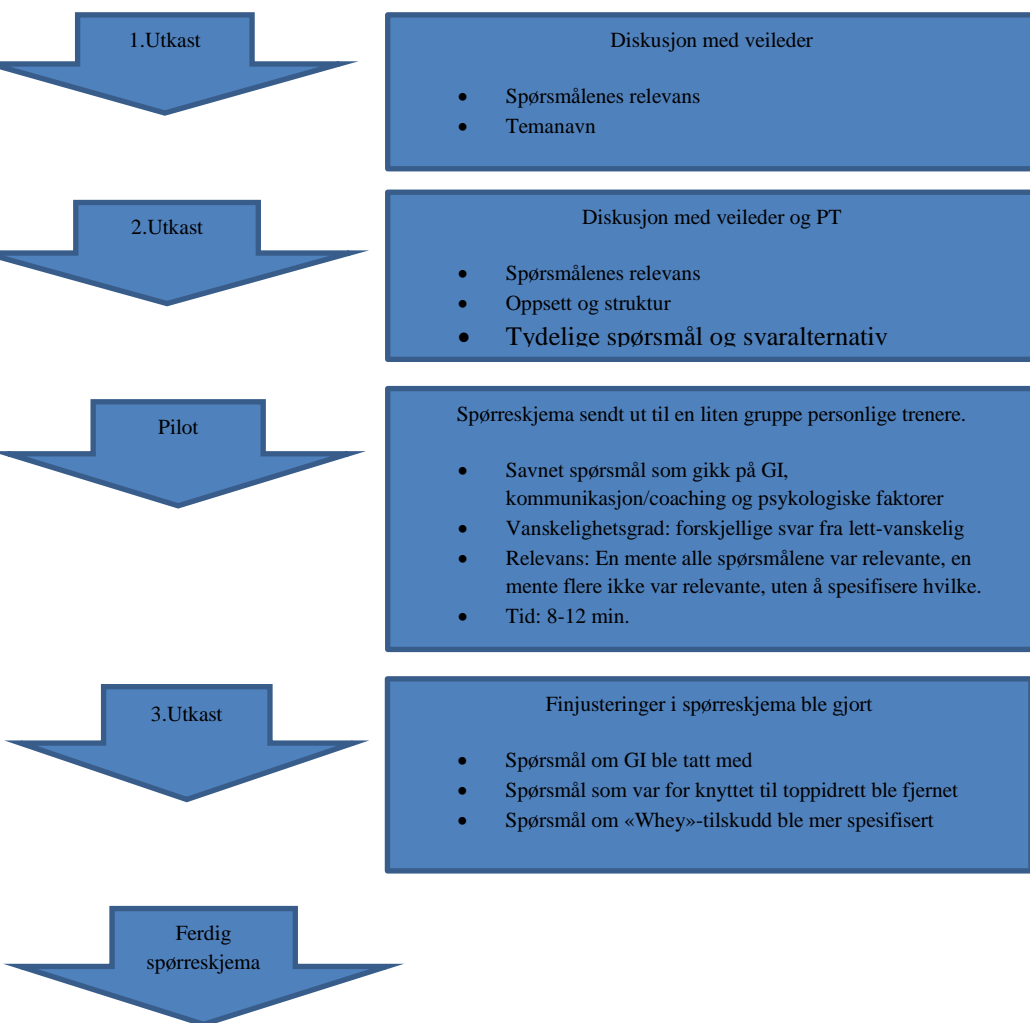 1.Utkast
Diskusjon med veileder
• Spørsmålenes relevans
• Temanavn
2.Utkast
Diskusjon med veileder og PT
• Spørsmålenes relevans
• Oppsett og struktur
• Tydelige spørsmål og svaralternativ
Pilot
Spørreskjema sendt ut til en liten gruppe personlige trenere.
• Savnet spørsmål som gikk på GI,
kommunikasjon/coaching og psykologiske faktorer
• Vanskelighetsgrad: forskjellige svar fra lett-vanskelig
• Relevans: En mente alle spørsmålene var relevante, en
mente flere ikke var relevante, uten å spesifisere hvilke.
• Tid: 8-12 min.
3.Utkast
Finjusteringer i spørreskjema ble gjort
• Spørsmål om GI ble tatt med
• Spørsmål som var for knyttet til toppidrett ble fjernet
• Spørsmål om «Whey»-tilskudd ble mer spesifisert
Ferdig
spørreskjema